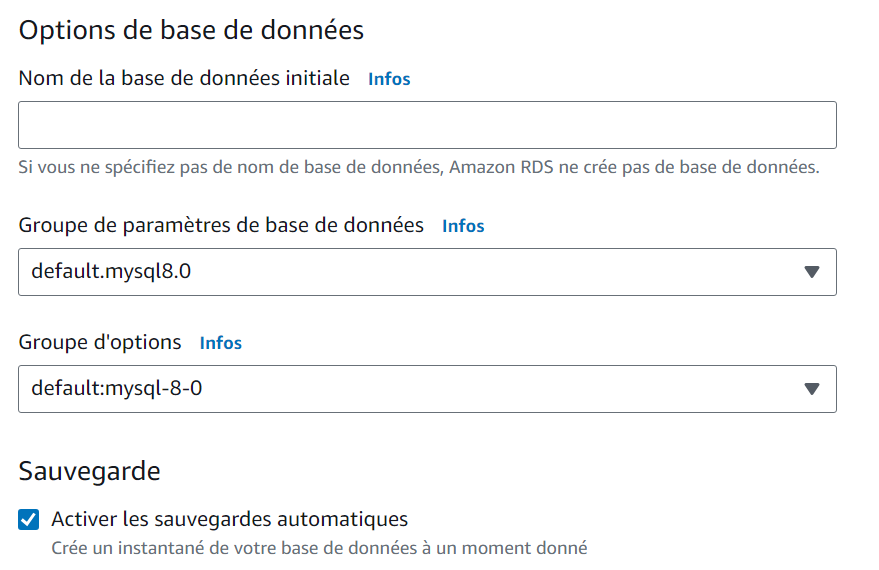 Options de base de données
Nom de la base de données initiale Infos
Si vous ne spécifiez pas de nom de base de données, Amazon RDS ne crée pas de base de données.
Groupe de paramètres de base de données Infos
default.mysql8.0
Groupe d'options Infos
default:mysql-8-0
Sauvegarde
Activer les sauvegardes automatiques
Crée un instantané de votre base de données à un moment donné